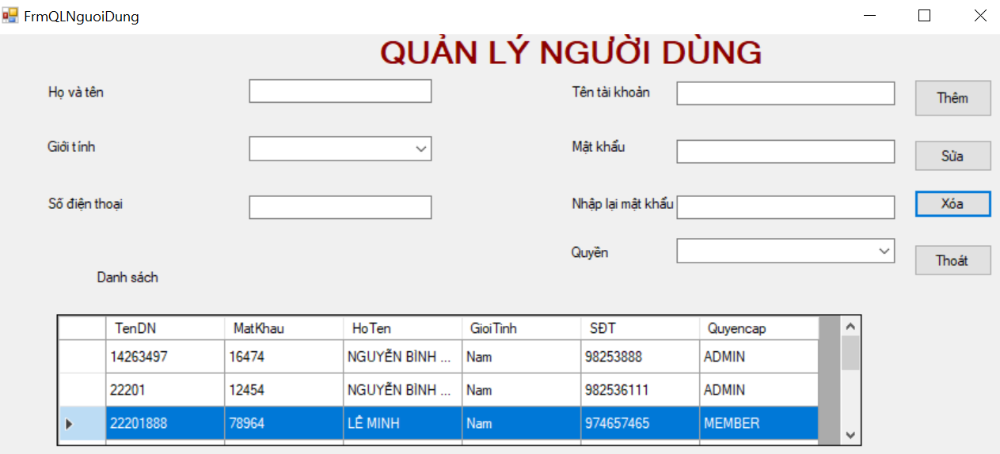 FrmQLNguoiDung
QUẢN LÝ NGƯỜI DÙNG
Họ và tên
Tên tài khoản
Thêm
Giới tính
Mật khẩu
Sửa
Số điện thoại
Nhập lại mật khẩu
Xóa
Quyền
Thoát
Danh sách
TenDN MatKhau HoTen GioiTinh SĐT Quyencap
14263497 16474 NGUYỄN BÌNH ... Nam 98253888 ADMIN
22201 12454 NGUYỄN BÌNH ... Nam 982536111 ADMIN
22201888 78964 LÊ MINH Nam 974657465 MEMBER